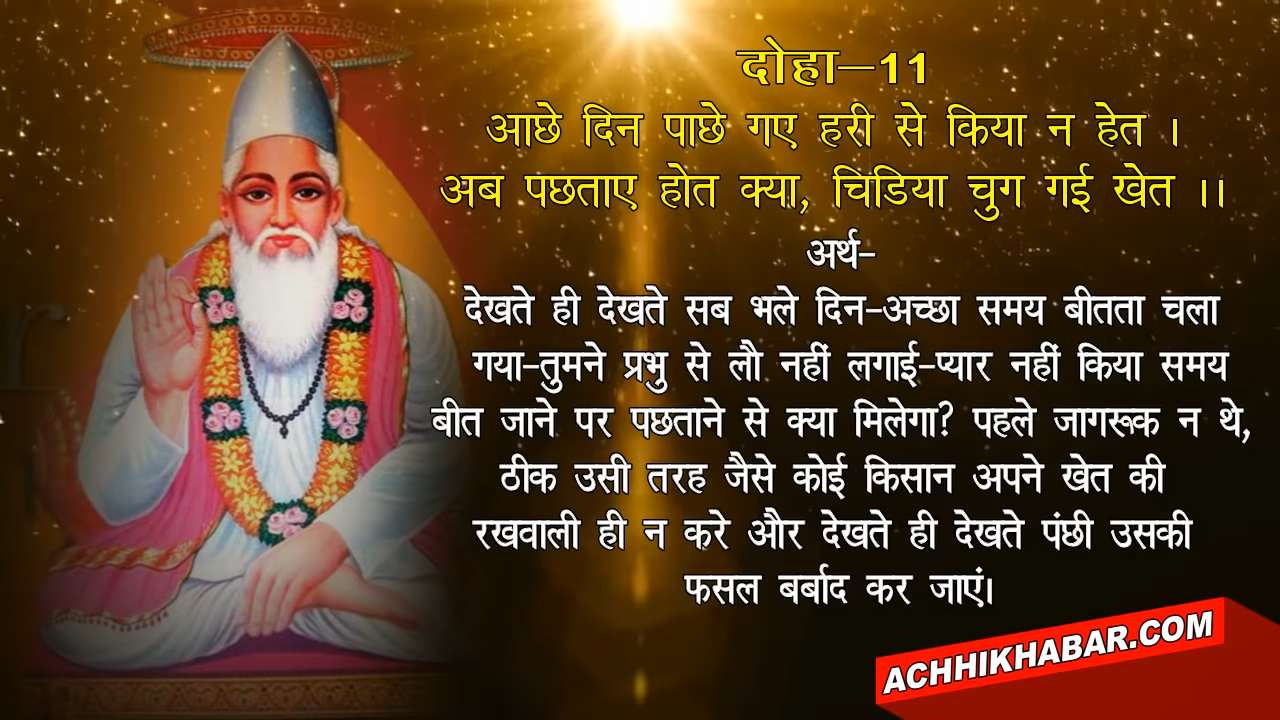 दोहा–11
आछे दिन पाछे गए हरी से किया न हेत ।
अब पछताए होत क्या, चिडिया चुग गई खेत ।।
अर्थ-
देखते ही देखते सब भले दिन-अच्छा समय बीतता चला
गया-तुमने प्रभु से लौ नहीं लगाई-प्यार नहीं किया समय
बीत जाने पर पछताने से क्या मिलेगा? पहले जागरूक न थे,
ठीक उसी तरह जैसे कोई किसान अपने खेत की
रखवाली ही न करे और देखते ही देखते पंछी उसकी
फसल बर्बाद कर जाएं।
ACHHIKHABAR.COM